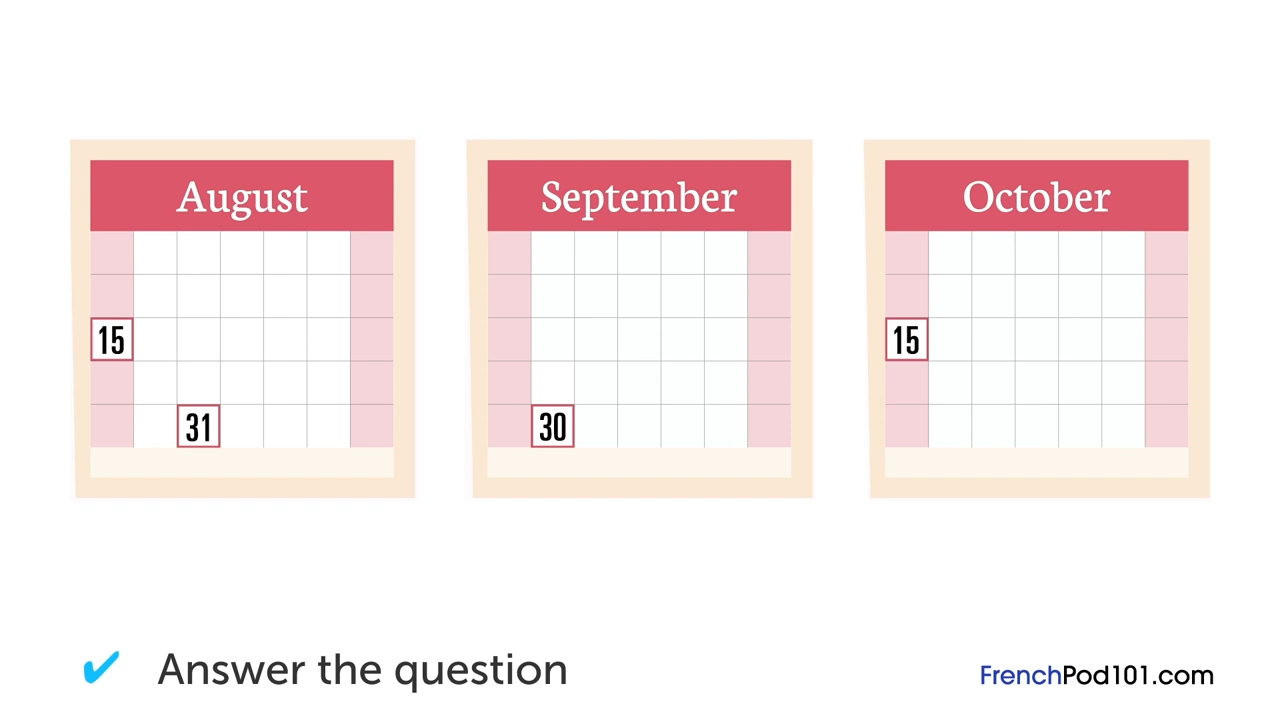 August
September
October
15
15
31
30
✔ Answer the question
FrenchPod101.com